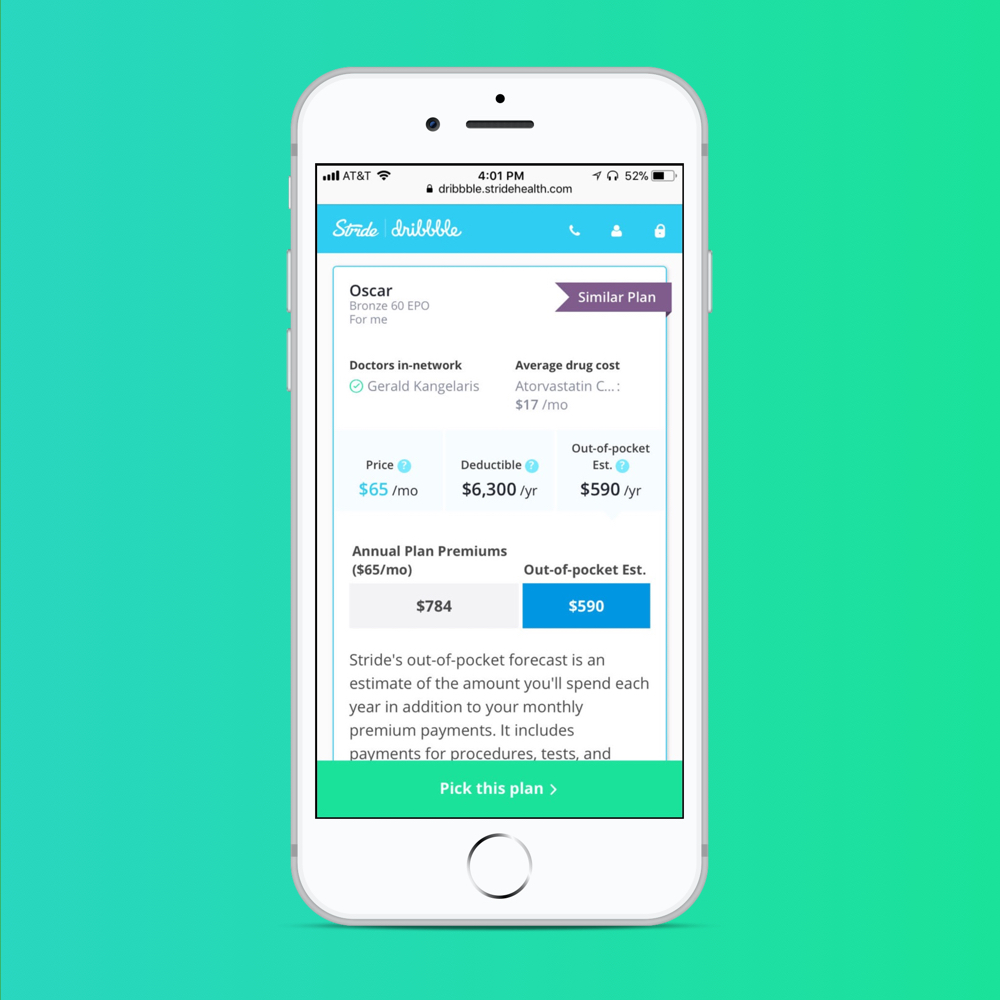 AT&T 4:01 PM 52%
dribbble.stridehealth.com
Stride dribbble
Oscar
Bronze 60 EPO
For me
Similar Plan
Doctors in-network
Gerald Kangelaris
Average drug cost
Atorvastatin C... :
$17 /mo
Price ?
$65 /mo
Deductible ?
$6,300 /yr
Out-of-pocket
Est. ?
$590 /yr
Annual Plan Premiums
($65/mo)
$784
Out-of-pocket Est.
$590
Stride's out-of-pocket forecast is an
estimate of the amount you'll spend each
year in addition to your monthly
premium payments. It includes
payments for procedures, tests, and
Pick this plan >